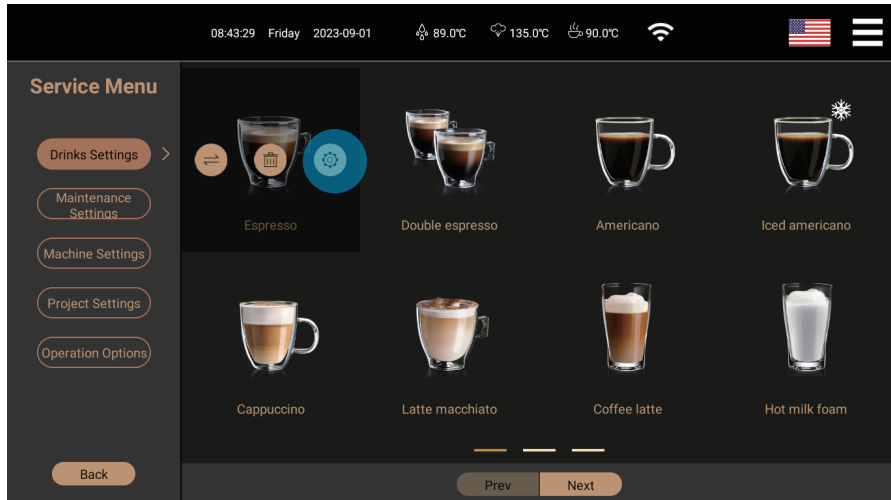 08:43:29 Friday 2023-09-01 89.0℃ 135.0℃ 90.0℃
Service Menu
Drinks Settings >
Maintenance
Settings
Machine Settings
Project Settings
Operation Options
Back
Espresso
Double espresso
Americano
Iced americano
Cappuccino
Latte macchiato
Coffee latte
Hot milk foam
Prev
Next